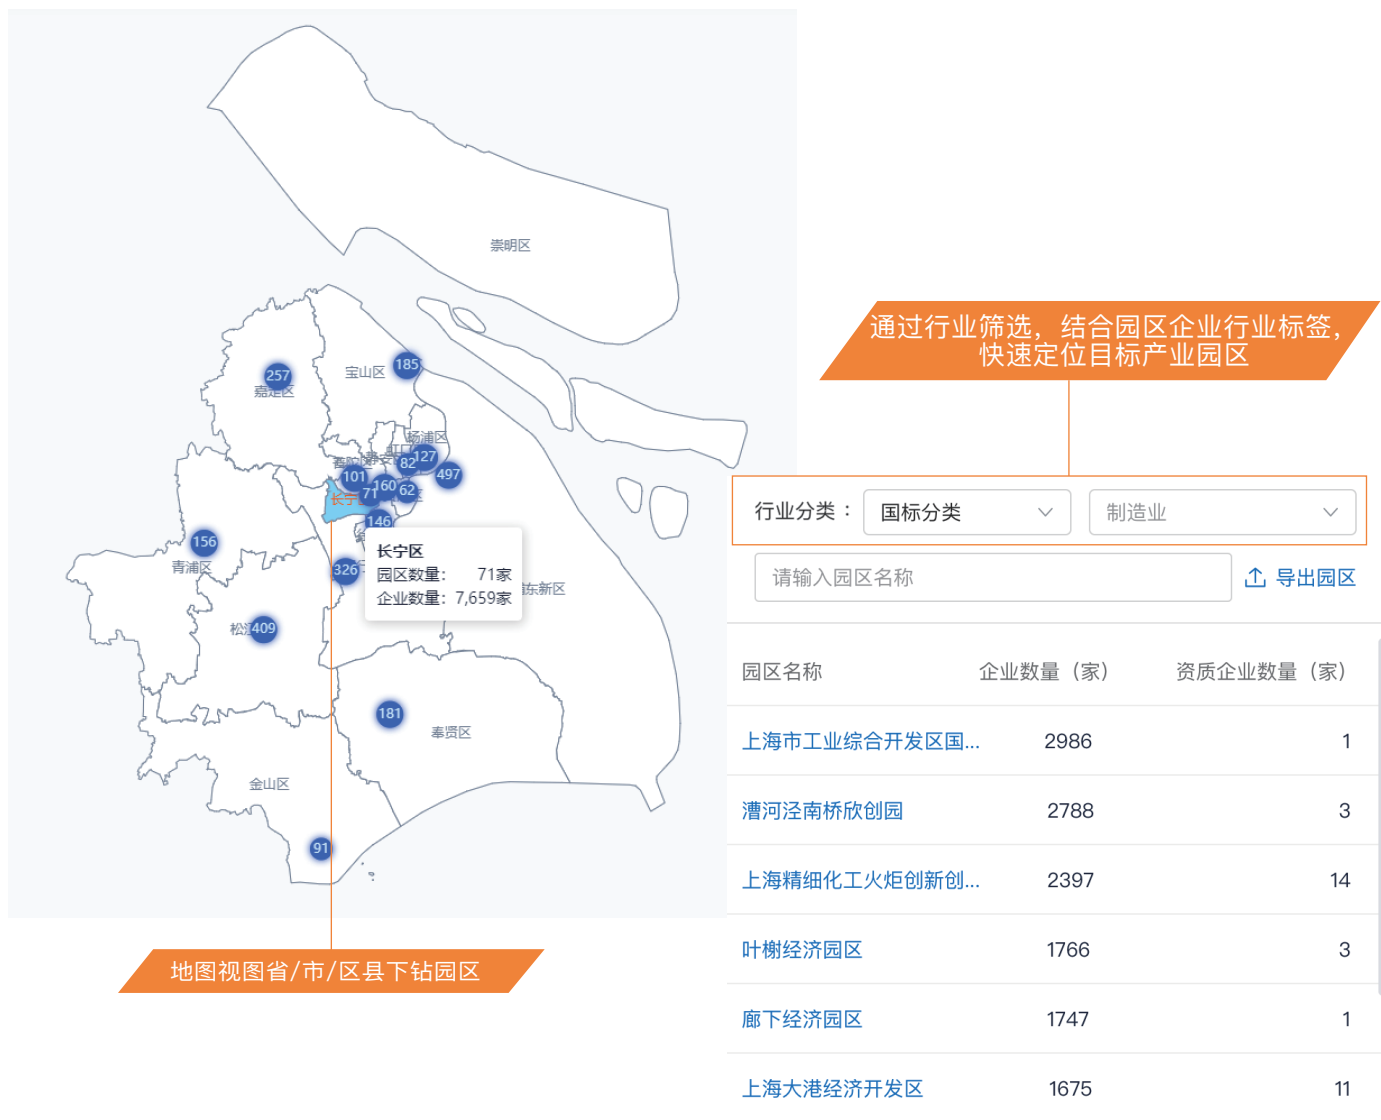 崇明区
257
嘉定区
宝山区
185
杨浦区
127
82
497
101
160
62
71
长宁区
146
长宁区
园区数量： 71家
企业数量：7,659家
156
青浦区
326
东新区
409
181
奉贤区
金山区
91
地图视图省/市/区县下钻园区
通过行业筛选，结合园区企业行业标签，
快速定位目标产业园区
行业分类： 国标分类 制造业
请输入园区名称 导出园区
园区名称 企业数量（家） 资质企业数量（家）
上海市工业综合开发区国... 2986 1
漕河泾南桥欣创园 2788 3
上海精细化工火炬创新创... 2397 14
叶榭经济园区 1766 3
廊下经济园区 1747 1
上海大港经济开发区 1675 11